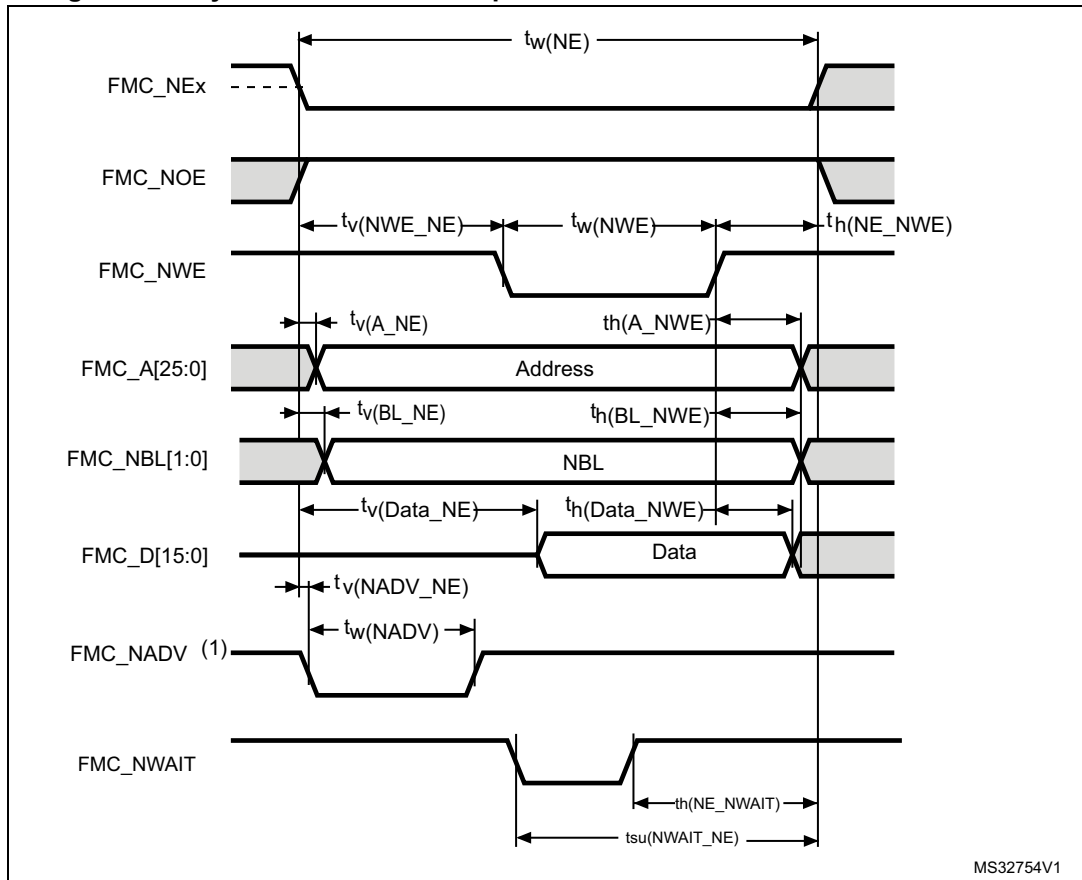 tw(NE)
FMC_NEx
FMC_NOE
tv(NWE_NE)
tw(NWE)
th(NE_NWE)
FMC_NWE
tv(A_NE)
th(A_NWE)
FMC_A[25:0]
Address
tv(BL_NE)
th(BL_NWE)
FMC_NBL[1:0]
NBL
tv(Data_NE)
th(Data_NWE)
FMC_D[15:0]
Data
tv(NADV_NE)
tw(NADV)
FMC_NADV (1)
FMC_NWAIT
th(NE_NWAIT)
tsu(NWAIT_NE)
MS32754V1